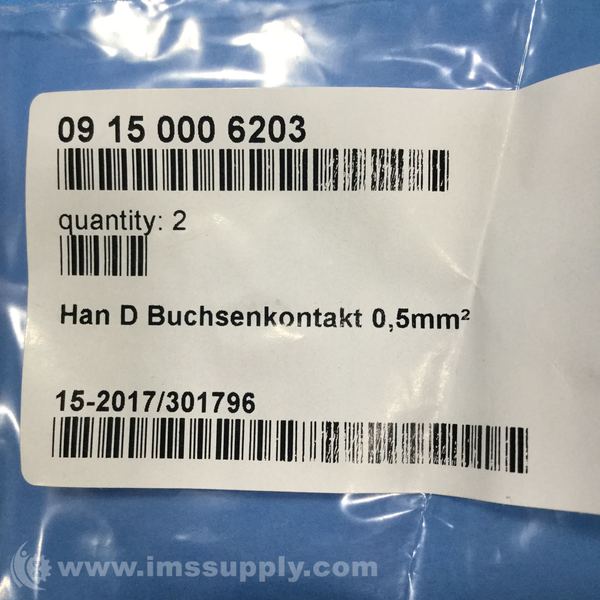 09 15 000 6203
quantity: 2
Han D Buchsenkontakt 0,5mm²
15-2017/301796
www.imssupply.com